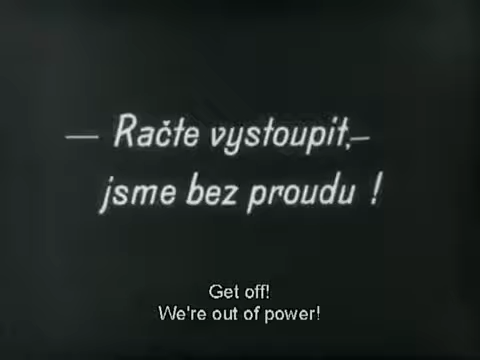 — Račte vystoupit,—
jsme bez proudu !
Get off!
We're out of power!